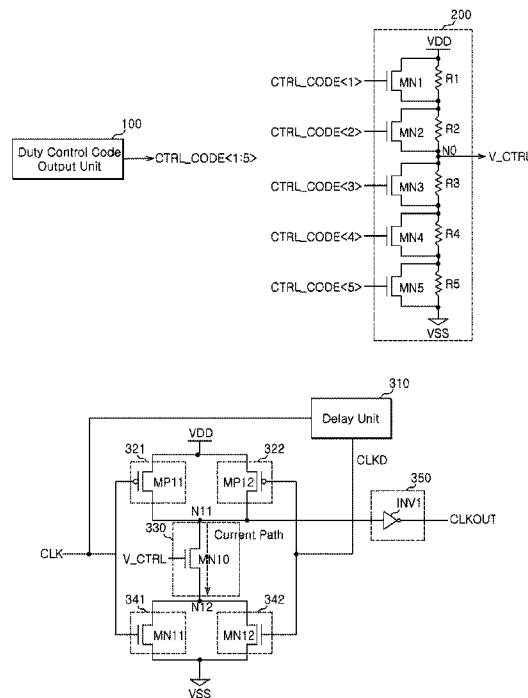 200
VDD
CTRL_CODE<1>
MN1
R1
100
Duty Control Code
Output Unit
CTRL_CODE<1:5>
CTRL_CODE<2>
MN2
R2
N0
V_CTRL
CTRL_CODE<3>
MN3
R3
CTRL_CODE<4>
MN4
R4
CTRL_CODE<5>
MN5
R5
VSS
310
Delay Unit
VDD
321
322
CLKD
MP11
MP12
350
N11
INV1
330
Current Path
CLKOUT
CLK
V_CTRL
MN10
341
N12
342
MN11
MN12
VSS